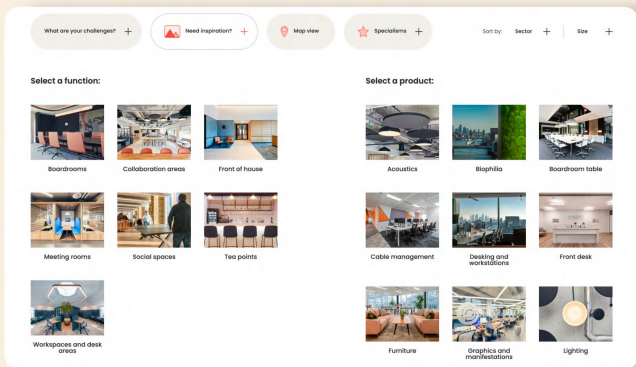 What are your challenges? +
Need inspiration? +
Map view
Specialisms +
Sort by: Sector + Size +
Select a function:
Boardrooms
Collaboration areas
Front of house
Meeting rooms
Social spaces
Tea points
Workspaces and desk
areas
Select a product:
Acoustics
Biophilia
Boardroom table
Cable management
Desking and
workstations
Front desk
Furniture
Graphics and
manifestations
Lighting